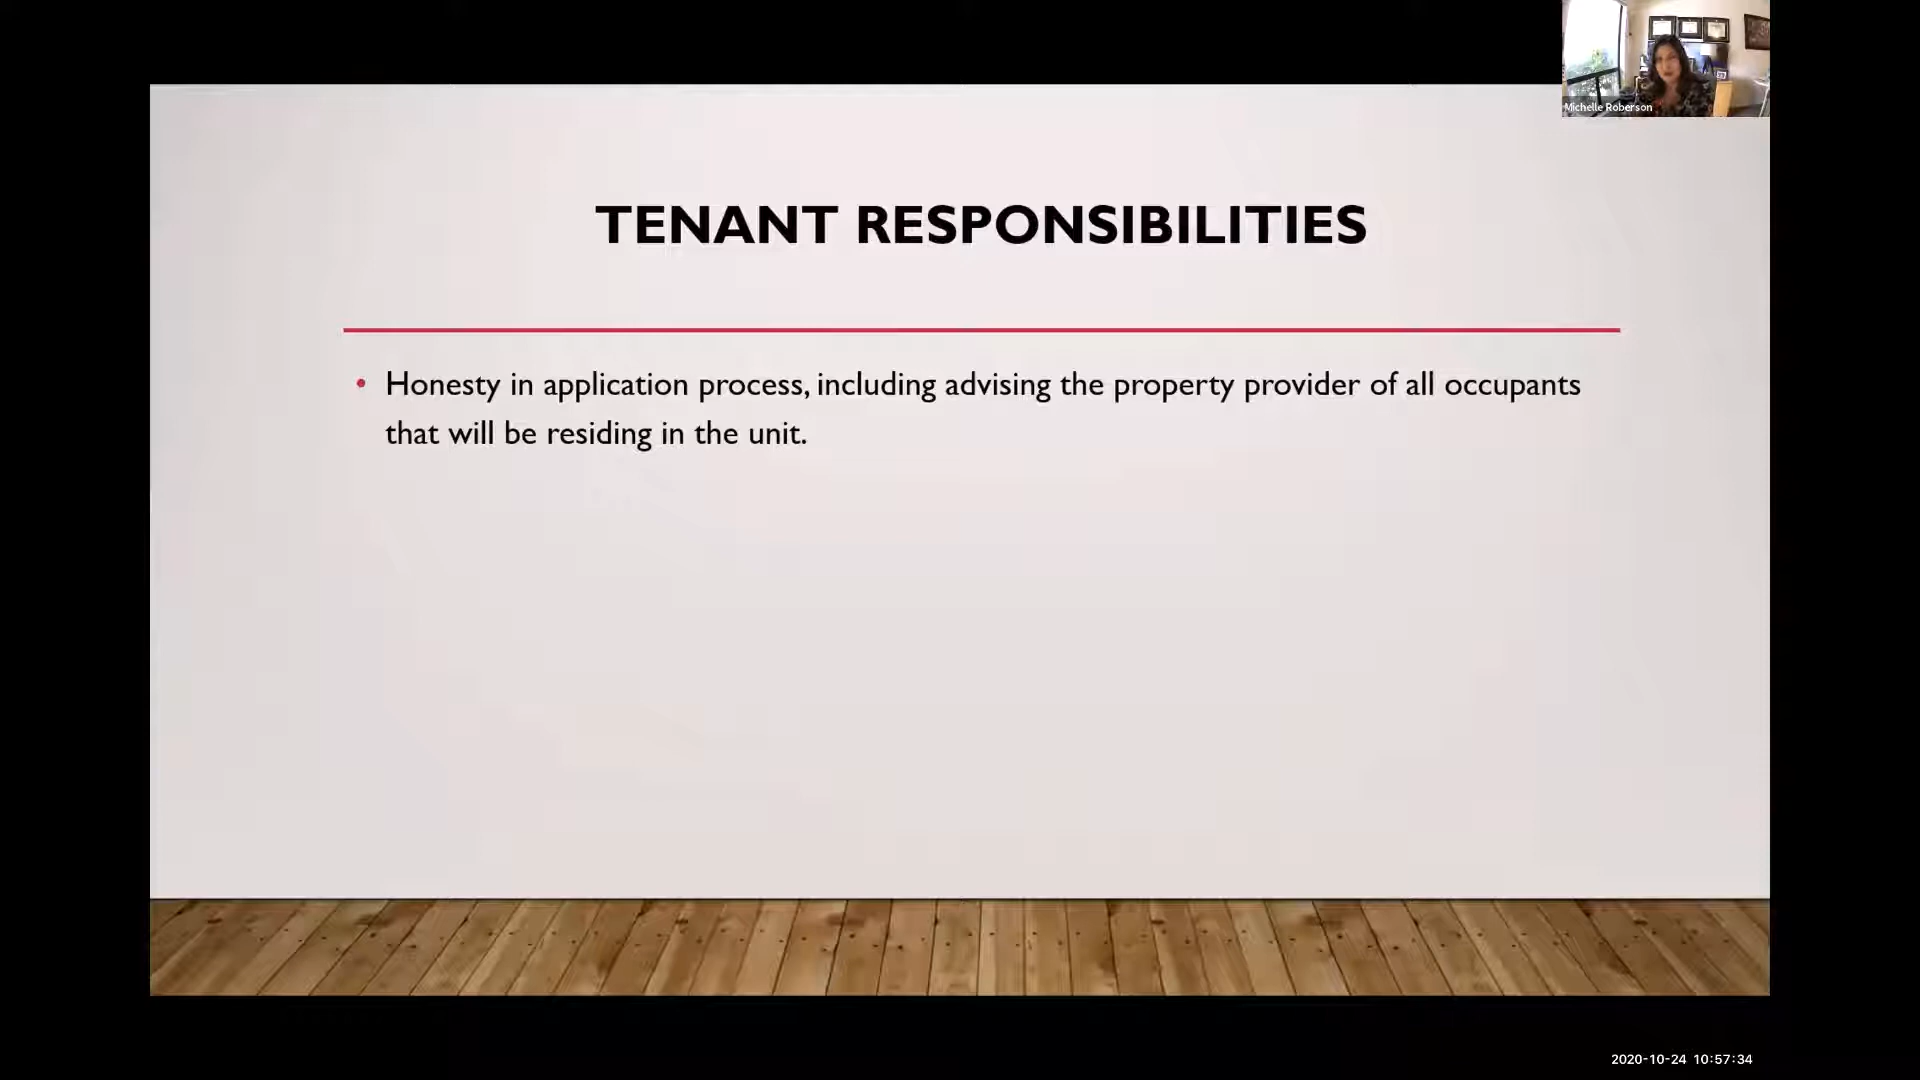 Michelle Roberson
TENANT RESPONSIBILITIES
• Honesty in application process, including advising the property provider of all occupants
that will be residing in the unit.
2020-10-24 10:57:34